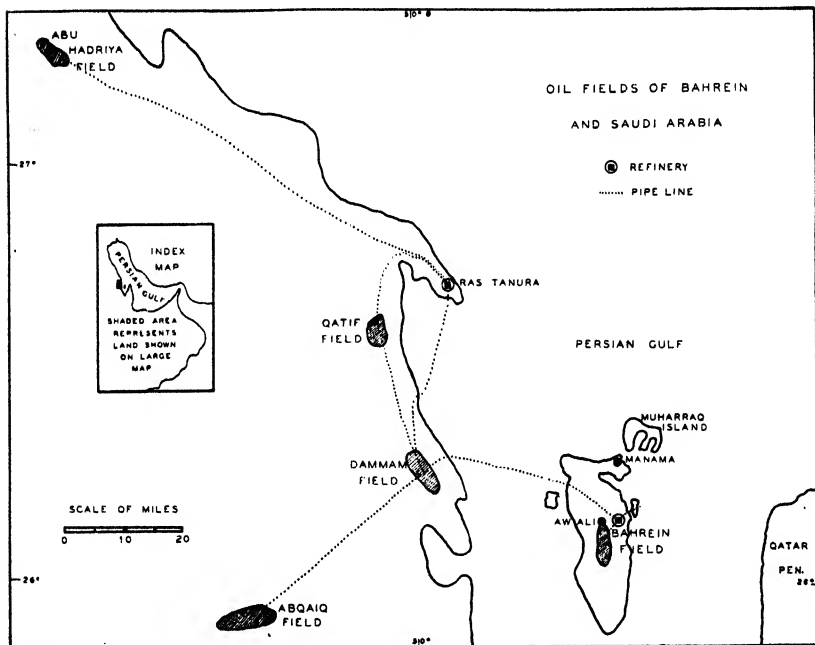 50°
ABU
HADRIYA
FIELD
OIL FIELDS OF BAHREIN
AND SAUDI ARABIA
27°
REFINERY
PIPE LINE
INDEX
MAP
PERSIAN GULF
SHADED AREA
REPRESENTS
LAND SHOWN
ON LARGE
MAP
RAS TANURA
QATIF
FIELD
PERSIAN GULF
MUHARRAQ
ISLAND
MANAMA
DAMMAM
FIELD
SCALE OF MILES
0 10 20
AWALI
BAHREIN
FIELD
QATAR
PEN.
26°
26°
ABQAIQ
FIELD
50°